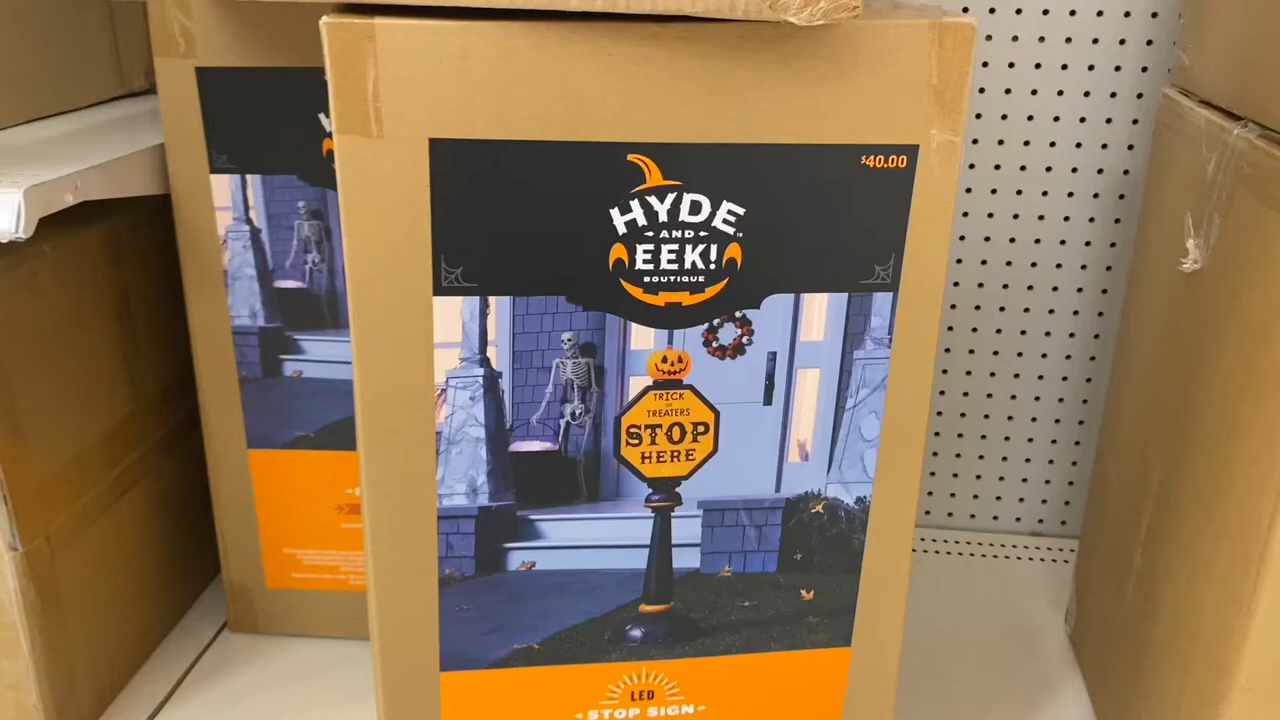 $40.00
HYDE
AND
EEK!
BOUTIQUE
TRICK
OR
TREATERS
STOP
HERE
LED
STOP SIGN